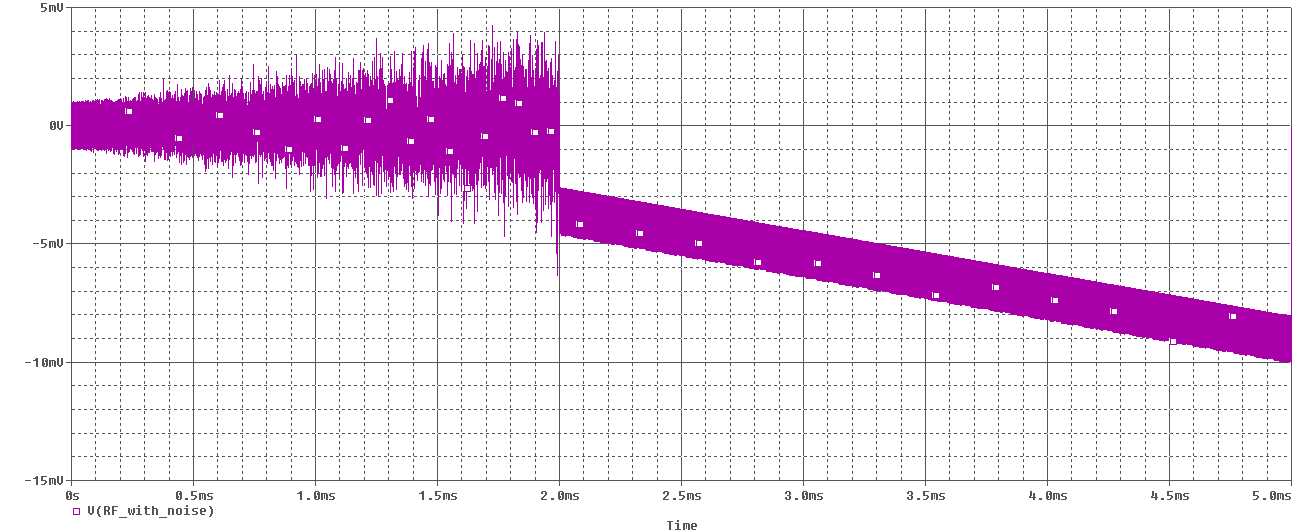 5mV
0V
-5mV
-10mV
-15mV
0s 0.5ms 1.0ms 1.5ms 2.0ms 2.5ms 3.0ms 3.5ms 4.0ms 4.5ms 5.0ms
V(RF_with_noise)
Time